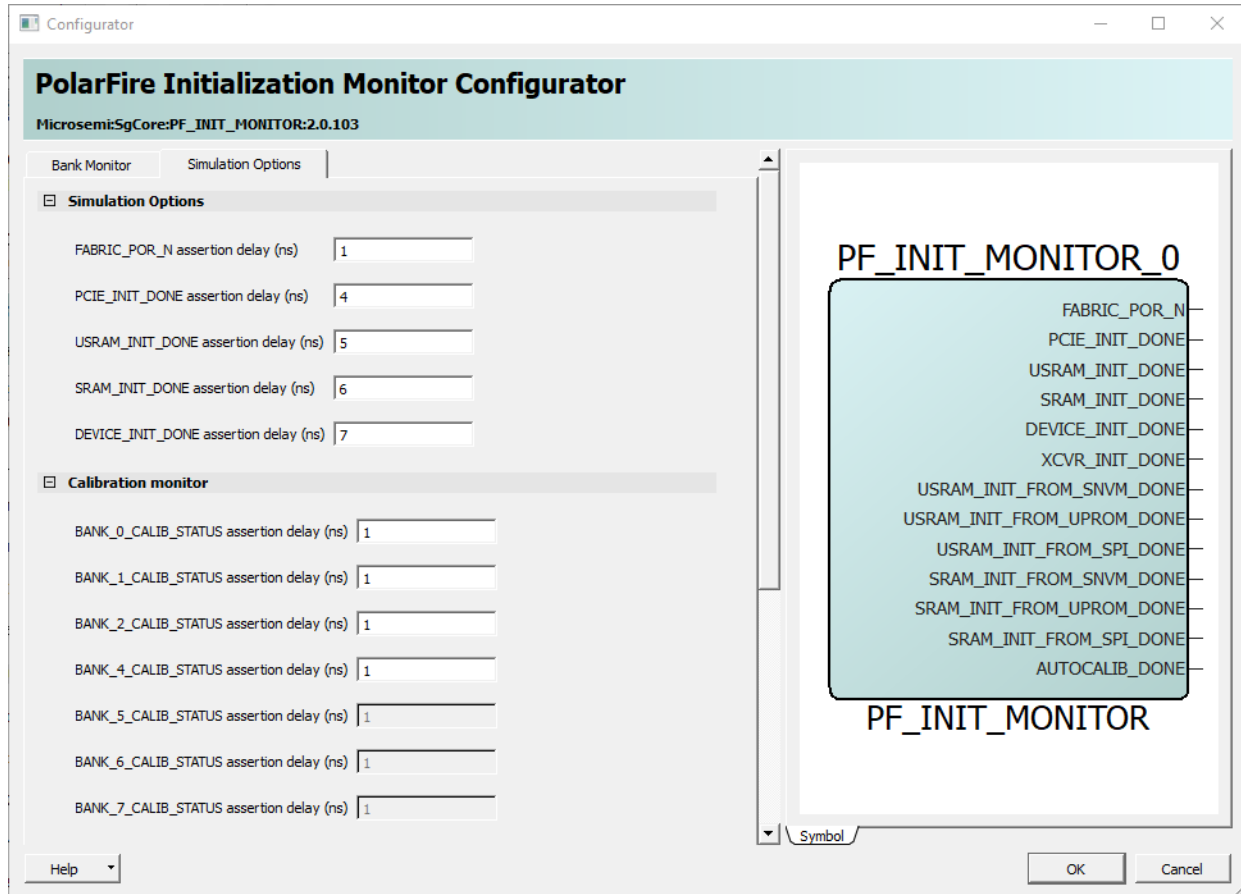 Configurator
PolarFire Initialization Monitor Configurator
Microsemi:SgCore:PF_INIT_MONITOR:2.0.103
Bank Monitor Simulation Options
Simulation Options
FABRIC_POR_N assertion delay (ns) 1
PCIE_INIT_DONE assertion delay (ns) 4
USRAM_INIT_DONE assertion delay (ns) 5
SRAM_INIT_DONE assertion delay (ns) 6
DEVICE_INIT_DONE assertion delay (ns) 7
Calibration monitor
BANK_0_CALIB_STATUS assertion delay (ns) 1
BANK_1_CALIB_STATUS assertion delay (ns) 1
BANK_2_CALIB_STATUS assertion delay (ns) 1
BANK_4_CALIB_STATUS assertion delay (ns) 1
BANK_5_CALIB_STATUS assertion delay (ns) 1
BANK_6_CALIB_STATUS assertion delay (ns) 1
BANK_7_CALIB_STATUS assertion delay (ns) 1
PF_INIT_MONITOR_0
FABRIC_POR_N
PCIE_INIT_DONE
USRAM_INIT_DONE
SRAM_INIT_DONE
DEVICE_INIT_DONE
XCVR_INIT_DONE
USRAM_INIT_FROM_SNVM_DONE
USRAM_INIT_FROM_UPROM_DONE
USRAM_INIT_FROM_SPI_DONE
SRAM_INIT_FROM_SNVM_DONE
SRAM_INIT_FROM_UPROM_DONE
SRAM_INIT_FROM_SPI_DONE
AUTOCALIB_DONE
PF_INIT_MONITOR
Symbol
Help OK Cancel